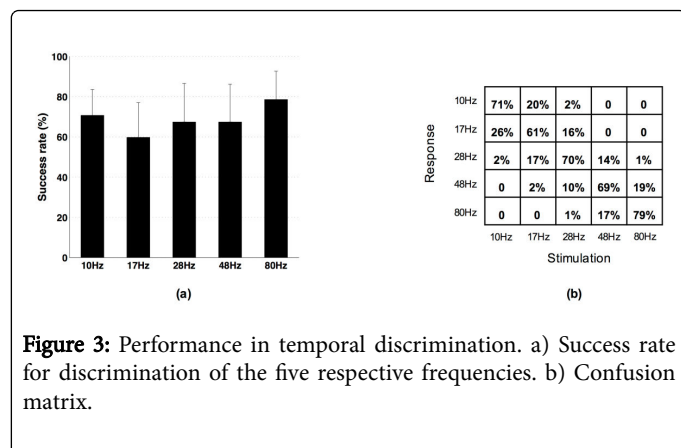 100
80
60
40
20
0
Success rate (%)
10Hz 17Hz 28Hz 48Hz 80Hz
(a)
Response
10Hz 71% 20% 2% 0 0
17Hz 26% 61% 16% 0 0
28Hz 2% 17% 70% 14% 1%
48Hz 0 2% 10% 69% 19%
80Hz 0 0 1% 17% 79%
10Hz 17Hz 28Hz 48Hz 80Hz
Stimulation
(b)
Figure 3: Performance in temporal discrimination. a) Success rate
for discrimination of the five respective frequencies. b) Confusion
matrix.